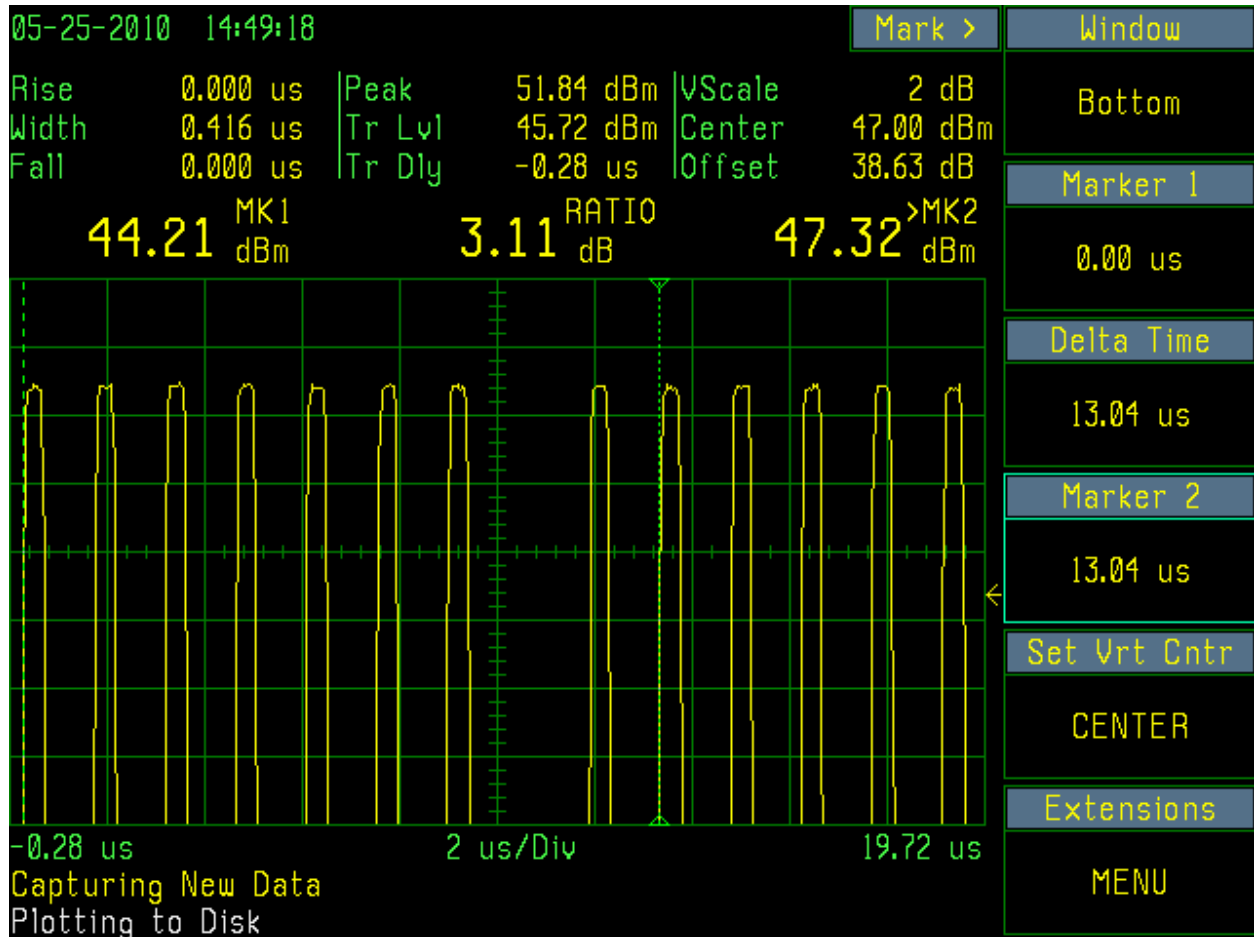 05-25-2010 14:49:18 Mark >
Rise 0.000 us Peak 51.84 dBm VScale 2 dB
Width 0.416 us Tr Lvl 45.72 dBm Center 47.00 dBm
Fall 0.000 us Tr Dly -0.28 us Offset 38.63 dB
44.21 MK1 dBm 3.11 RATIO dB 47.32 >MK2 dBm
-0.28 us 2 us/Div 19.72 us
Capturing New Data
Plotting to Disk
Window
Bottom
Marker 1
0.00 us
Delta Time
13.04 us
Marker 2
13.04 us
Set Vrt Cntr
CENTER
Extensions
MENU